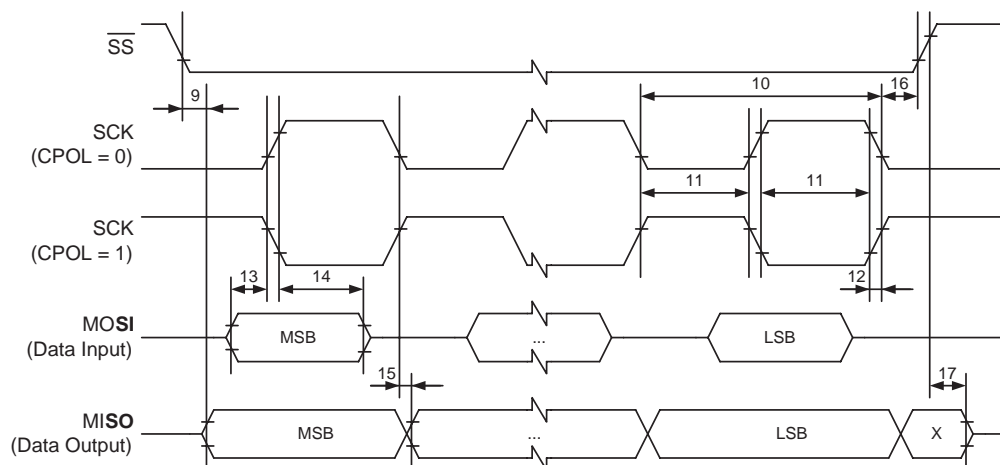 SS
9
10
16
SCK
(CPOL = 0)
11
11
SCK
(CPOL = 1)
13
14
12
MOSI
(Data Input)
MSB
...
LSB
15
17
MISO
(Data Output)
MSB
...
LSB
X